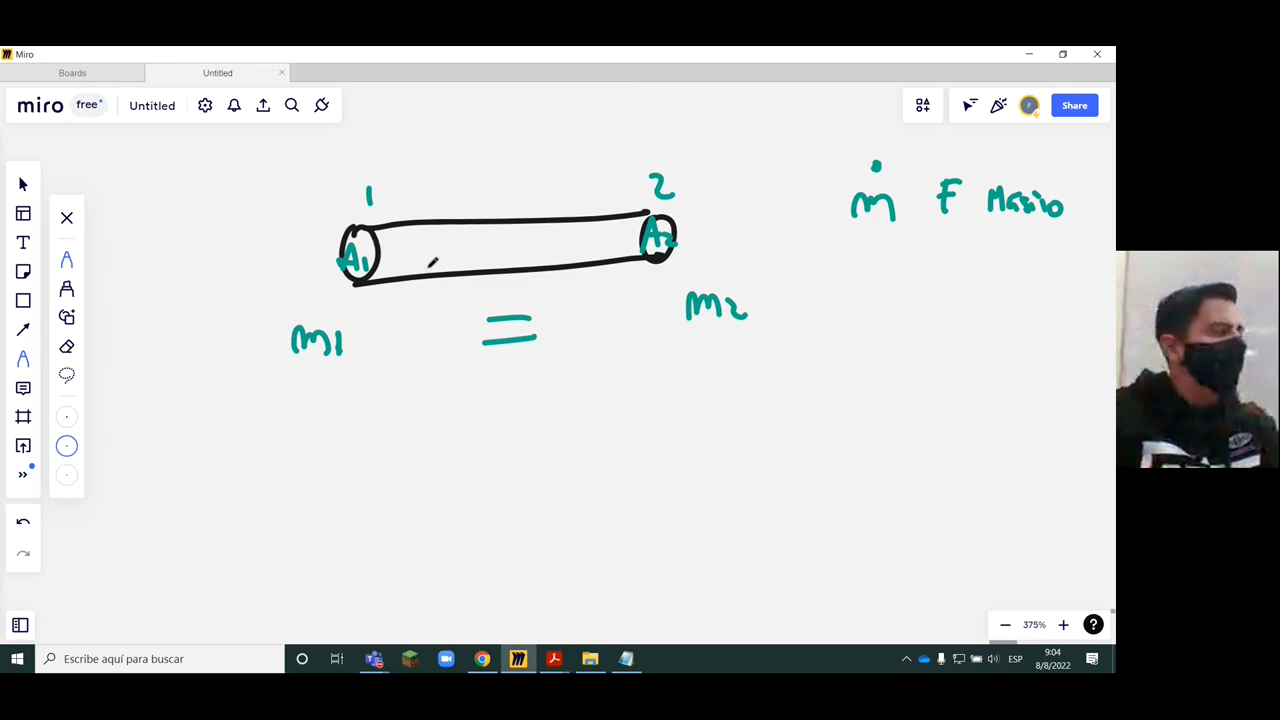 Miro
Boards
Untitled
miro free
Untitled
Share
1
2
ṁ F Masiro
A1
A2
m1 = m2
375%
Escribe aquí para buscar
ESP
9:04
8/8/2022